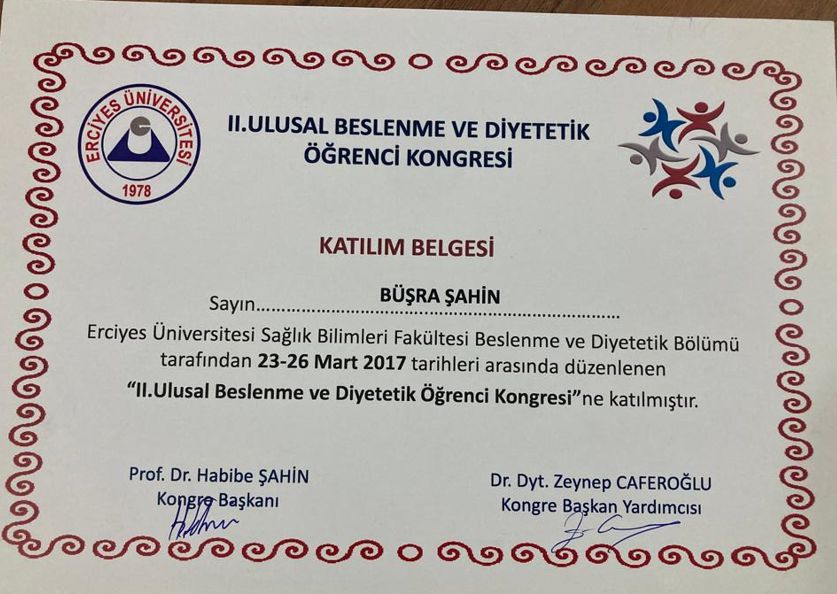 ERCİYES ÜNİVERSİTESİ
1978
II.ULUSAL BESLENME VE DİYETETİK
ÖĞRENCİ KONGRESİ
KATILIM BELGESİ
Sayın.......BÜŞRA ŞAHİN.......
Erciyes Üniversitesi Sağlık Bilimleri Fakültesi Beslenme ve Diyetetik Bölümü
tarafından 23-26 Mart 2017 tarihleri arasında düzenlenen
“II.Ulusal Beslenme ve Diyetetik Öğrenci Kongresi”ne katılmıştır.
Prof. Dr. Habibe ŞAHİN
Kongre Başkanı
Dr. Dyt. Zeynep CAFEROĞLU
Kongre Başkan Yardımcısı